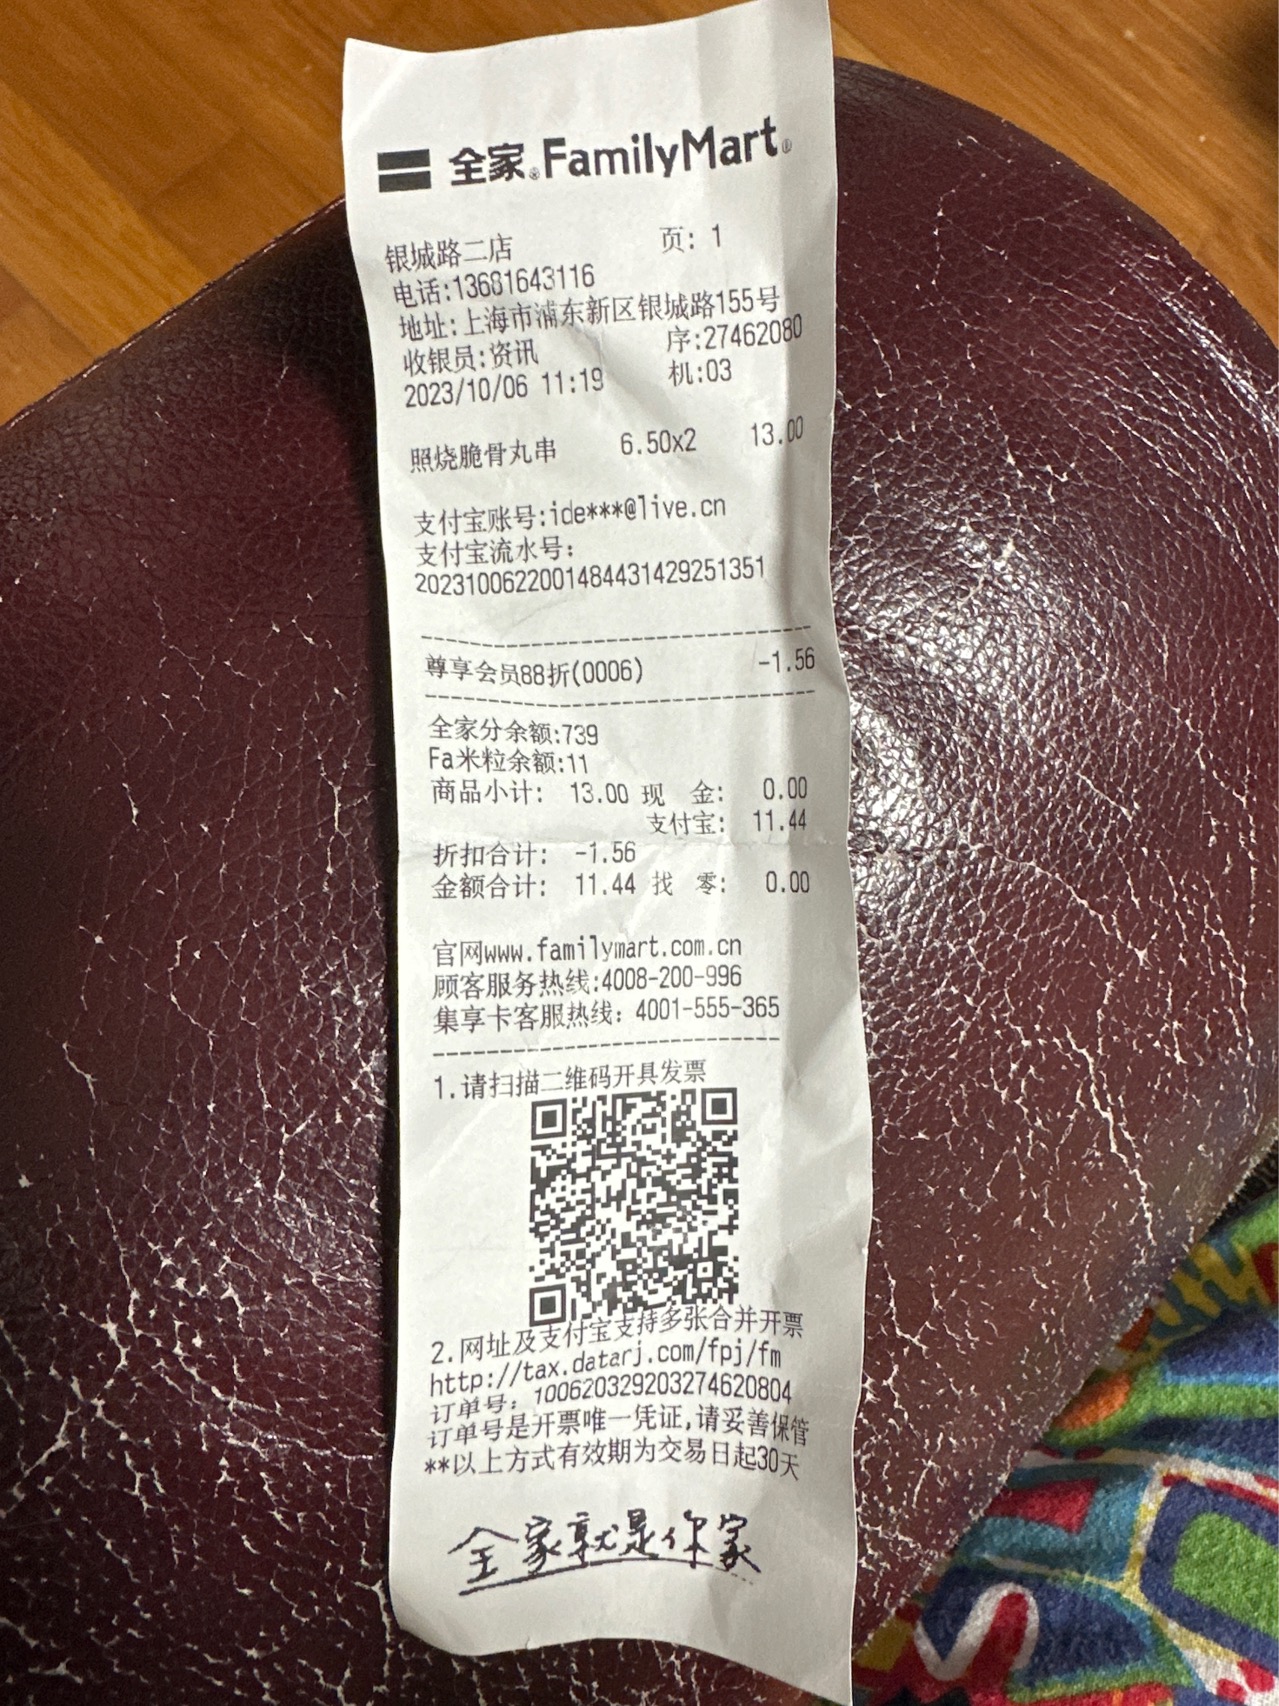 全家®FamilyMart®
银城路二店 页: 1
电话:13681643116
地址:上海市浦东新区银城路155号
收银员:资讯 序:27462080
2023/10/06 11:19 机:03
照烧脆骨丸串 6.50x2 13.00
支付宝账号:ide***@live.cn
支付宝流水号:
2023100622001484431429251351
尊享会员88折(0006) -1.56
全家分余额:739
Fa米粒余额:11
商品小计: 13.00 现 金: 0.00
支付宝: 11.44
折扣合计: -1.56
金额合计: 11.44 找 零: 0.00
官网www.familymart.com.cn
顾客服务热线:4008-200-996
集享卡客服热线: 4001-555-365
1.请扫描二维码开具发票
2.网址及支付宝支持多张合并开票
http://tax.datarj.com/fpj/fm
订单号: 100620329203274620804
订单号是开票唯一凭证,请妥善保管
**以上方式有效期为交易日起30天
全家就是你家